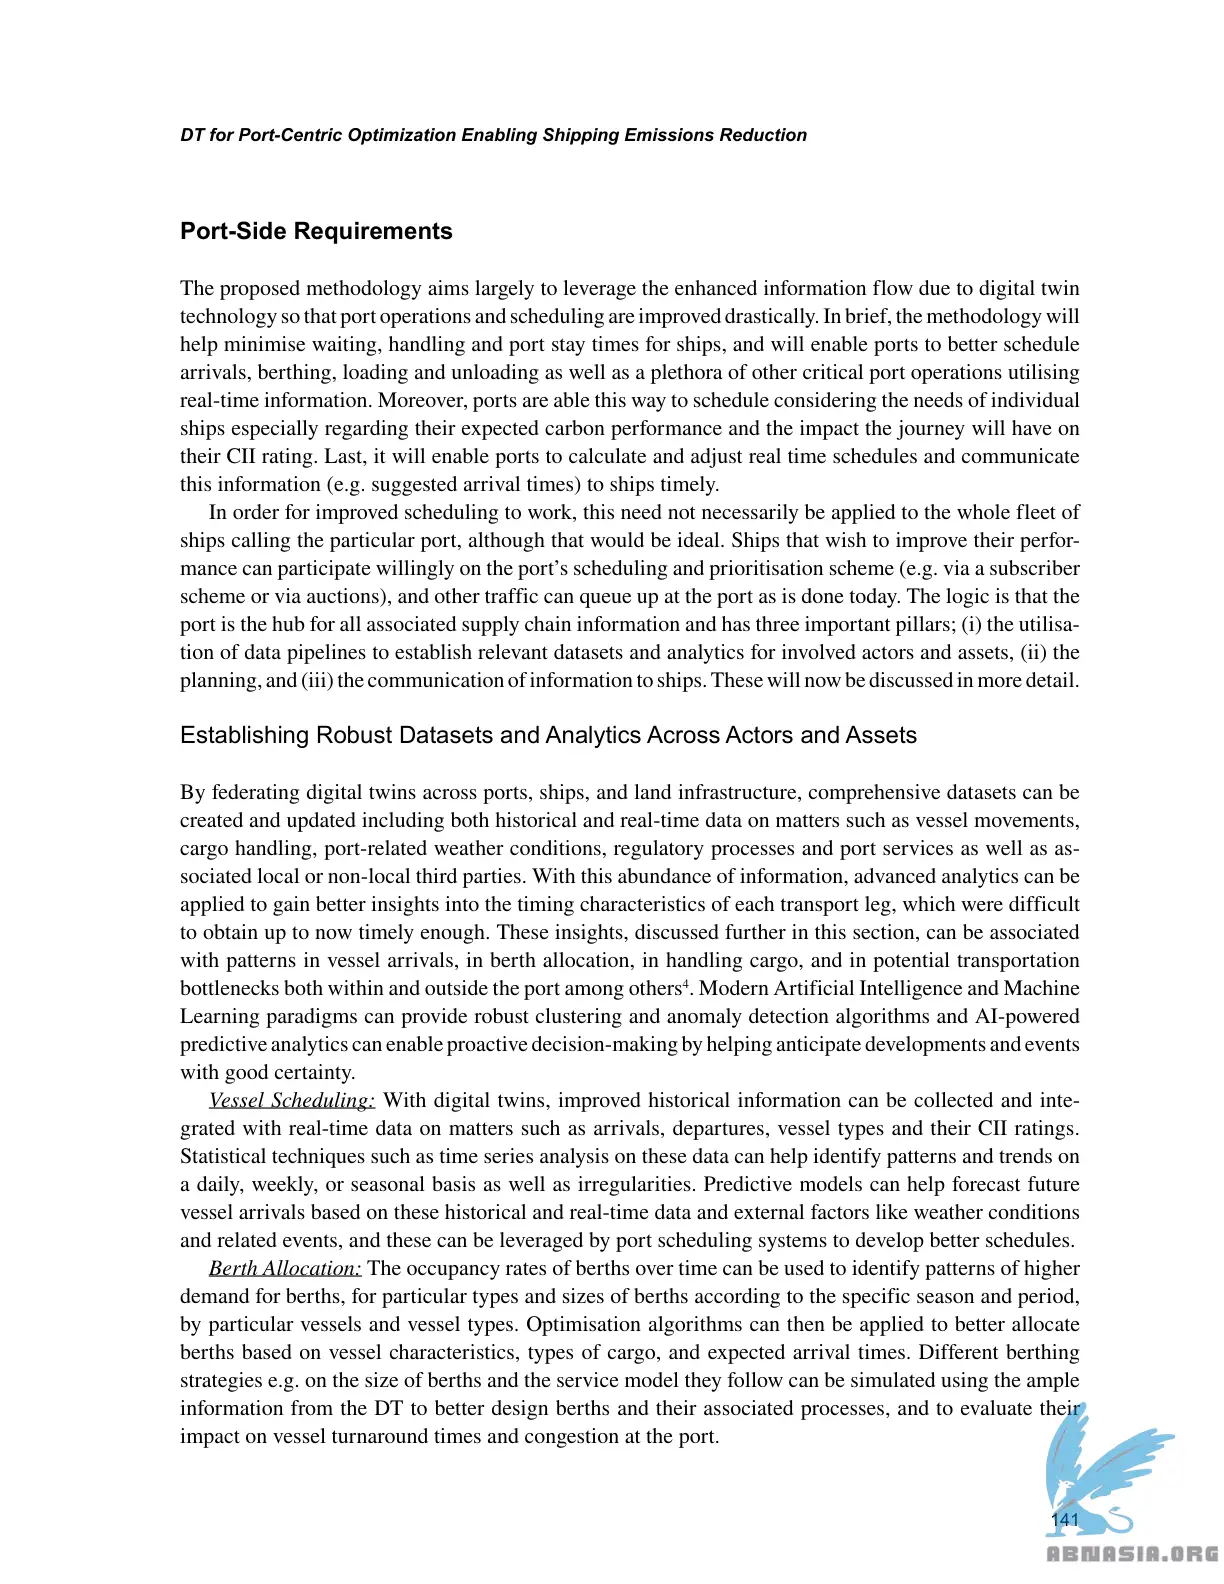 DT for Port-Centric Optimization Enabling Shipping Emissions Reduction
Port-Side Requirements
The proposed methodology aims largely to leverage the enhanced information flow due to digital twin
technology so that port operations and scheduling are improved drastically. In brief, the methodology will
help minimise waiting, handling and port stay times for ships, and will enable ports to better schedule
arrivals, berthing, loading and unloading as well as a plethora of other critical port operations utilising
real-time information. Moreover, ports are able this way to schedule considering the needs of individual
ships especially regarding their expected carbon performance and the impact the journey will have on
their CII rating. Last, it will enable ports to calculate and adjust real time schedules and communicate
this information (e.g. suggested arrival times) to ships timely.
In order for improved scheduling to work, this need not necessarily be applied to the whole fleet of
ships calling the particular port, although that would be ideal. Ships that wish to improve their perfor-
mance can participate willingly on the port’s scheduling and prioritisation scheme (e.g. via a subscriber
scheme or via auctions), and other traffic can queue up at the port as is done today. The logic is that the
port is the hub for all associated supply chain information and has three important pillars; (i) the utilisa-
tion of data pipelines to establish relevant datasets and analytics for involved actors and assets, (ii) the
planning, and (iii) the communication of information to ships. These will now be discussed in more detail.
Establishing Robust Datasets and Analytics Across Actors and Assets
By federating digital twins across ports, ships, and land infrastructure, comprehensive datasets can be
created and updated including both historical and real-time data on matters such as vessel movements,
cargo handling, port-related weather conditions, regulatory processes and port services as well as as-
sociated local or non-local third parties. With this abundance of information, advanced analytics can be
applied to gain better insights into the timing characteristics of each transport leg, which were difficult
to obtain up to now timely enough. These insights, discussed further in this section, can be associated
with patterns in vessel arrivals, in berth allocation, in handling cargo, and in potential transportation
bottlenecks both within and outside the port among others⁴. Modern Artificial Intelligence and Machine
Learning paradigms can provide robust clustering and anomaly detection algorithms and AI-powered
predictive analytics can enable proactive decision-making by helping anticipate developments and events
with good certainty.
Vessel Scheduling: With digital twins, improved historical information can be collected and inte-
grated with real-time data on matters such as arrivals, departures, vessel types and their CII ratings.
Statistical techniques such as time series analysis on these data can help identify patterns and trends on
a daily, weekly, or seasonal basis as well as irregularities. Predictive models can help forecast future
vessel arrivals based on these historical and real-time data and external factors like weather conditions
and related events, and these can be leveraged by port scheduling systems to develop better schedules.
Berth Allocation: The occupancy rates of berths over time can be used to identify patterns of higher
demand for berths, for particular types and sizes of berths according to the specific season and period,
by particular vessels and vessel types. Optimisation algorithms can then be applied to better allocate
berths based on vessel characteristics, types of cargo, and expected arrival times. Different berthing
strategies e.g. on the size of berths and the service model they follow can be simulated using the ample
information from the DT to better design berths and their associated processes, and to evaluate their
impact on vessel turnaround times and congestion at the port.
141
ABNASIA.ORG